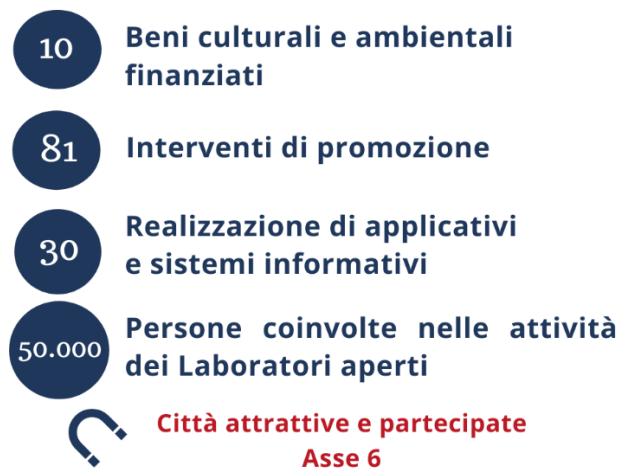 10
Beni culturali e ambientali
finanziati
81
Interventi di promozione
30
Realizzazione di applicativi
e sistemi informativi
50.000
Persone coinvolte nelle attività
dei Laboratori aperti
Città attrattive e partecipate
Asse 6